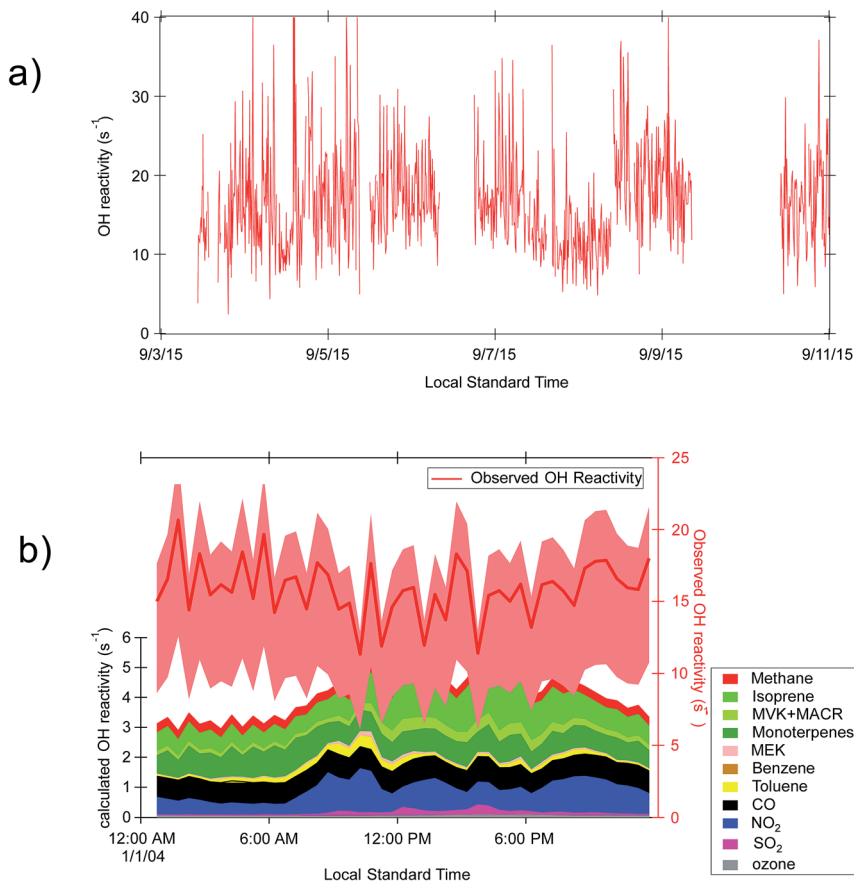 a)
40
30
20
10
0
OH reactivity (s⁻¹)
9/3/15 9/5/15 9/7/15 9/9/15 9/11/15
Local Standard Time
b)
Observed OH Reactivity
25
20
15
10
5
0
Observed OH reactivity (s⁻¹)
6
5
4
3
2
1
0
calculated OH reactivity (s⁻¹)
12:00 AM 6:00 AM 12:00 PM 6:00 PM
1/1/04
Local Standard Time
Methane
Isoprene
MVK+MACR
Monoterpenes
MEK
Benzene
Toluene
CO
NO₂
SO₂
ozone